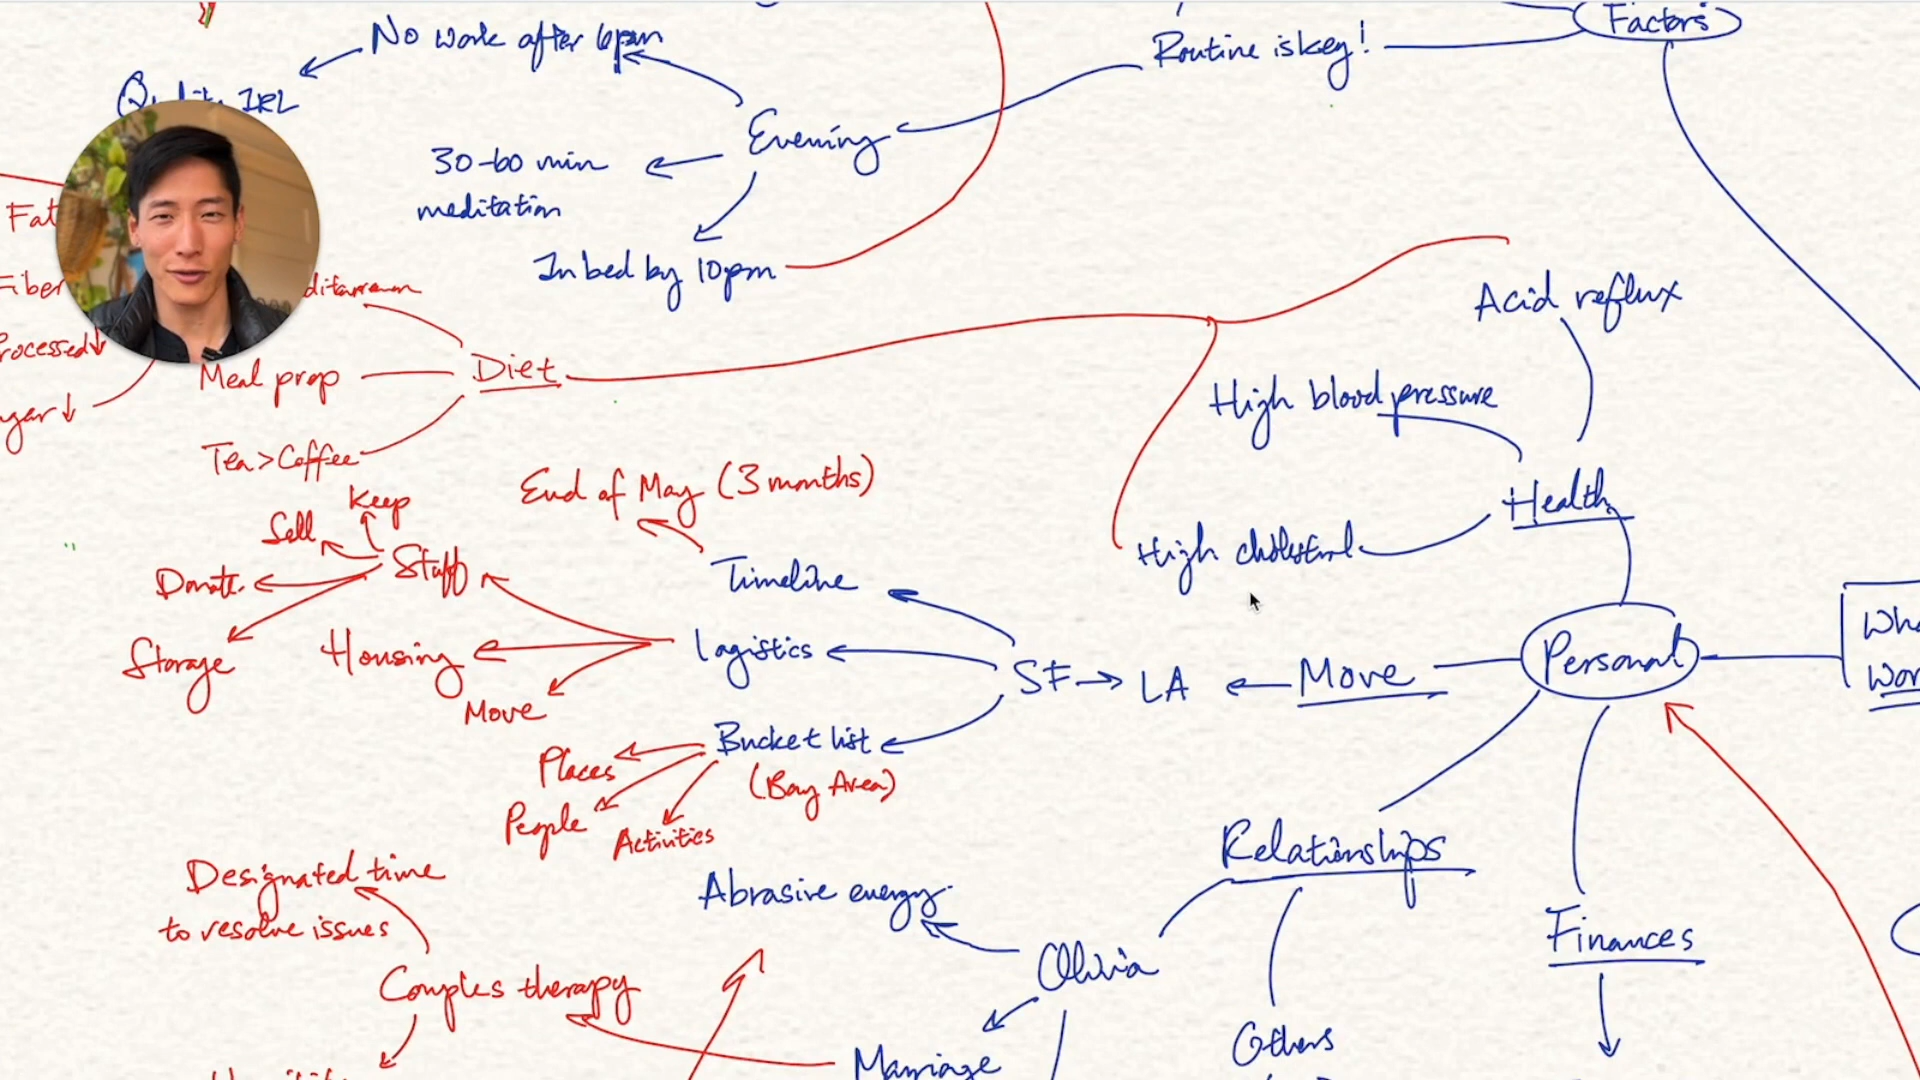 Factors
No work after 6pm
Routine is key!
IRL
Evening
30-60 min
meditation
Fat
In bed by 10pm
Fiber
Acid reflux
Processed↓
Meal prep
Diet
High blood pressure
Tea>Coffee
End of May (3 months)
Keep
Sell
Health
Stuff
High cholesterol
Donate
Timeline
Storage
Housing
Logistics
SF→LA
Move
Personal
Wha
Wor
Move
Bucket list
Places
(Bay Area)
People
Activities
Relationships
Designated time
to resolve issues
Abrasive energy
Finances
Olivia
Couples therapy
Others
Marriage